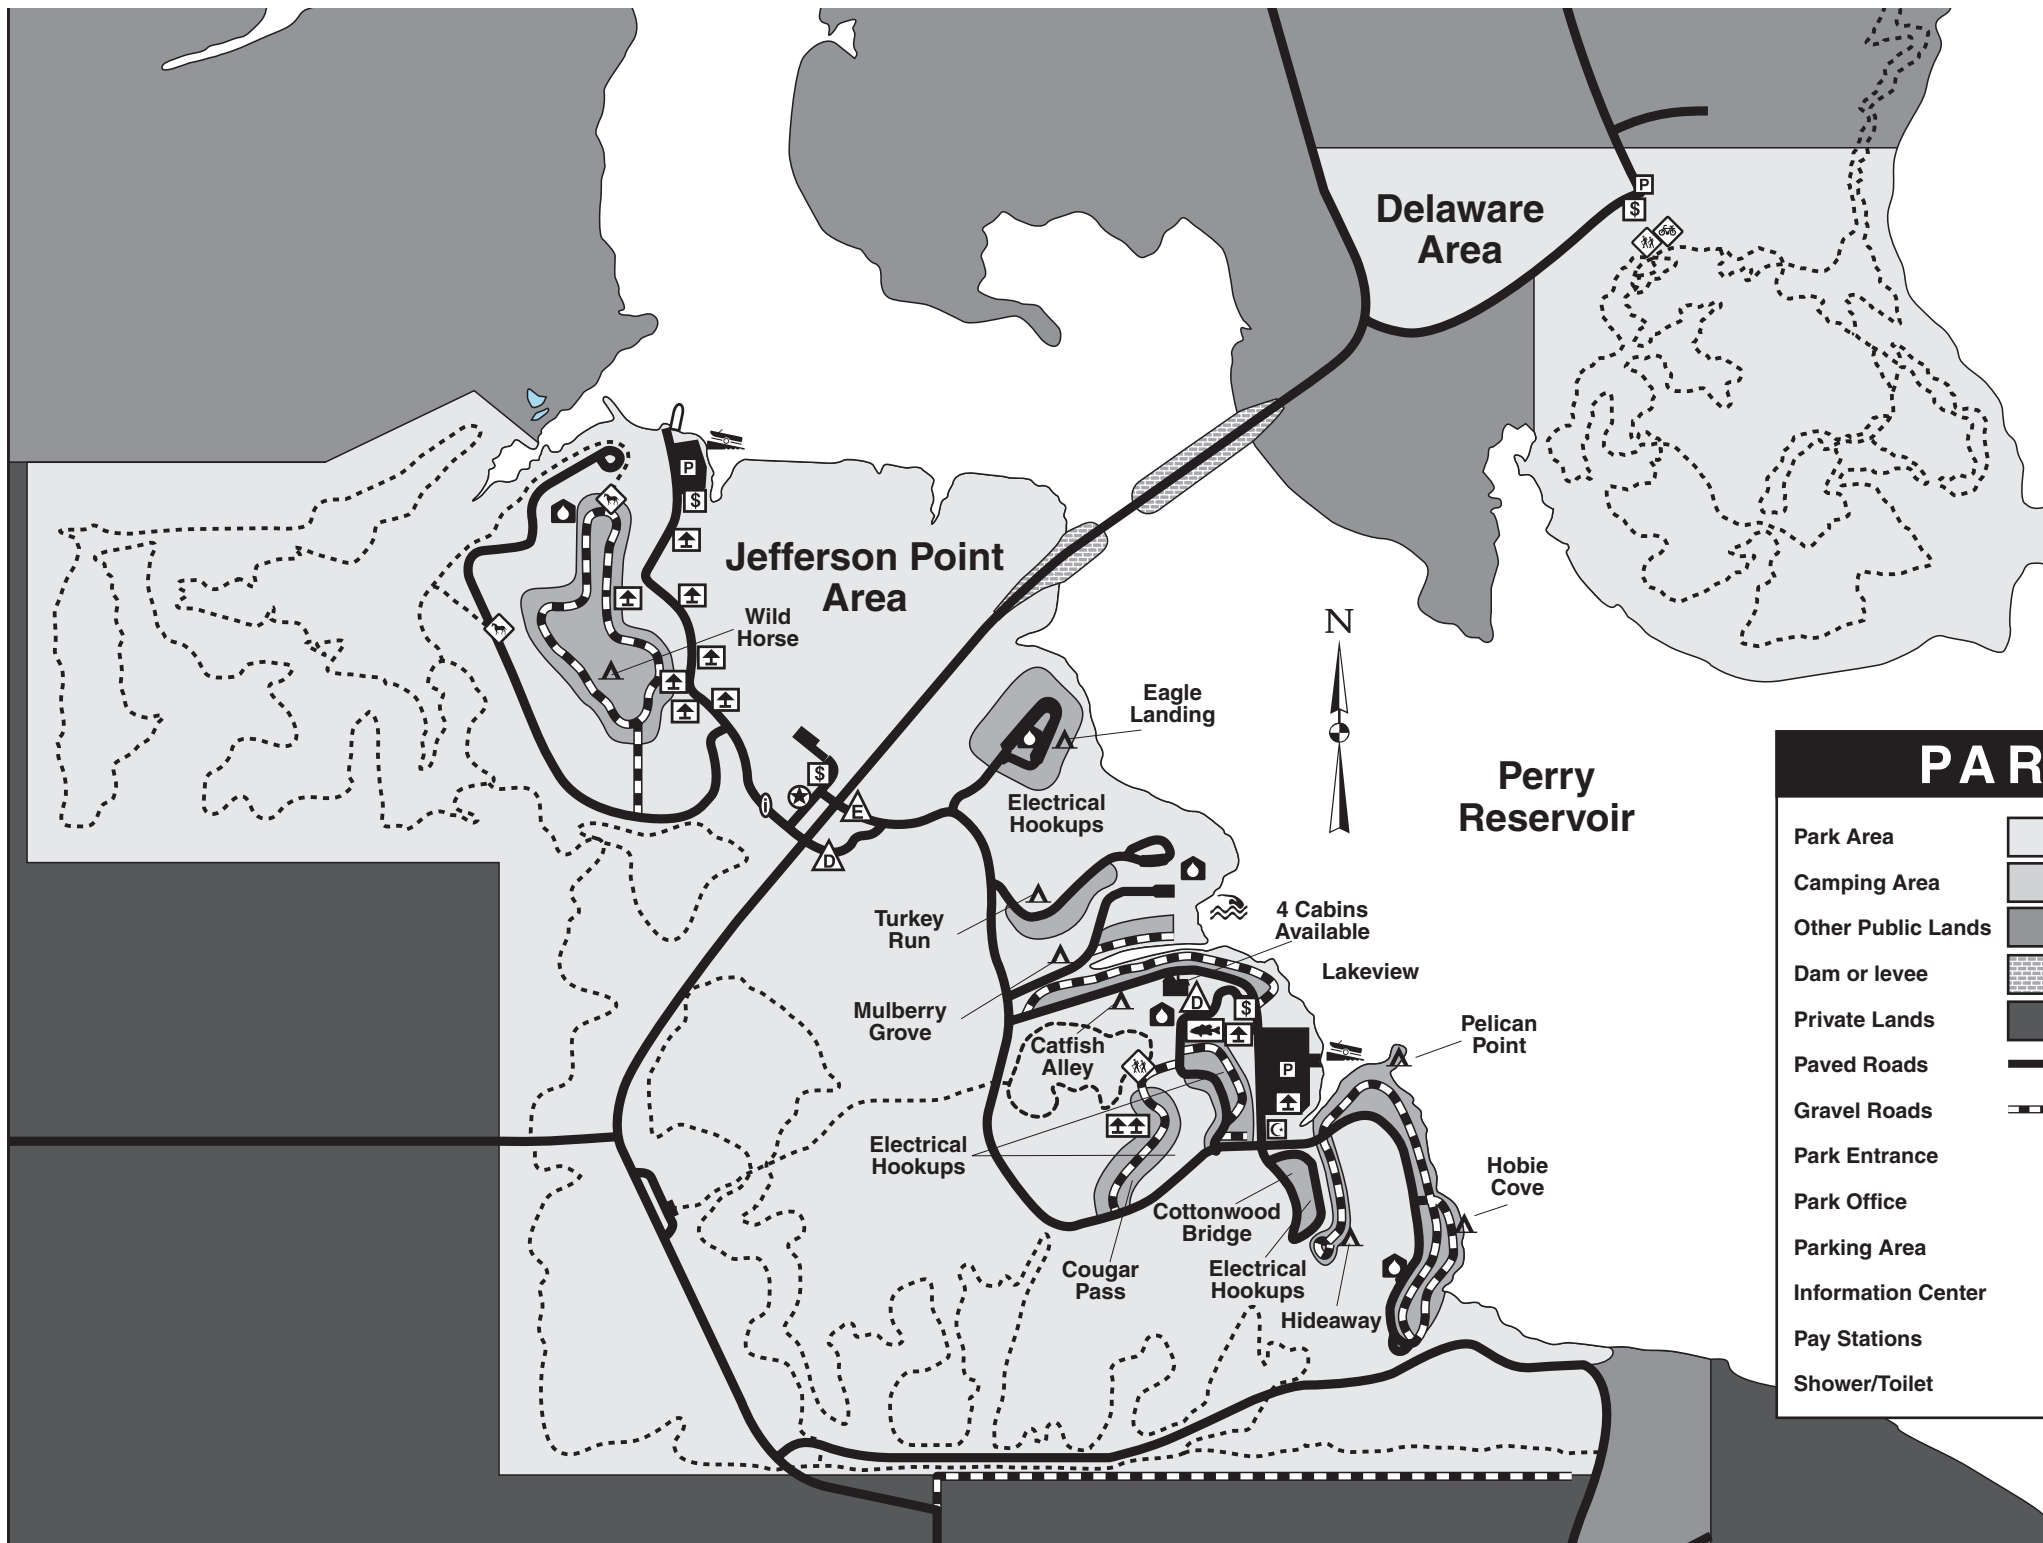 Delaware
Area
P
$
P
$
Jefferson Point
Area
Wild
Horse
N
Eagle
Landing
Perry
Reservoir
$
i
E
D
Electrical
Hookups
Turkey
Run
4 Cabins
Available
Lakeview
Mulberry
Grove
D
$
Catfish
Alley
Pelican
Point
P
Electrical
Hookups
Hobie
Cove
Cottonwood
Bridge
Cougar
Pass
Electrical
Hookups
Hideaway
PAR
Park Area
Camping Area
Other Public Lands
Dam or levee
Private Lands
Paved Roads
Gravel Roads
Park Entrance
Park Office
Parking Area
Information Center
Pay Stations
Shower/Toilet